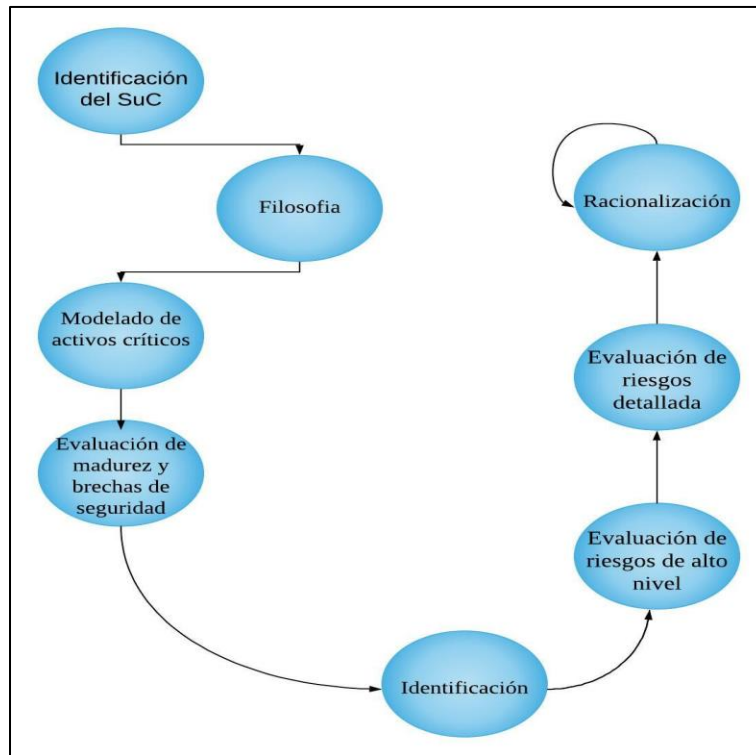 Identificación
del SuC
Filosofia
Modelado de
activos críticos
Evaluación de
madurez y
brechas de
seguridad
Identificación
Evaluación de
riesgos de alto
nivel
Evaluación de
riesgos
detallada
Racionalización